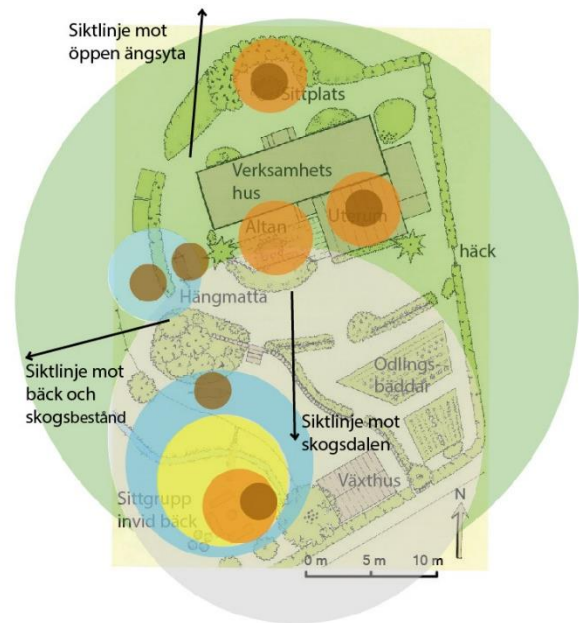 Siktlinje mot
öppen ängsyta
Sittplats
Verksamhets
hus
Altan
Uterum
häck
Hängmatta
Siktlinje mot
bäck och
skogsbestånd
Odlings-
bäddar
Siktlinje mot
skogsdalen
Växthus
Sittgrupp
invid bäck
N
0 m 5 m 10 m